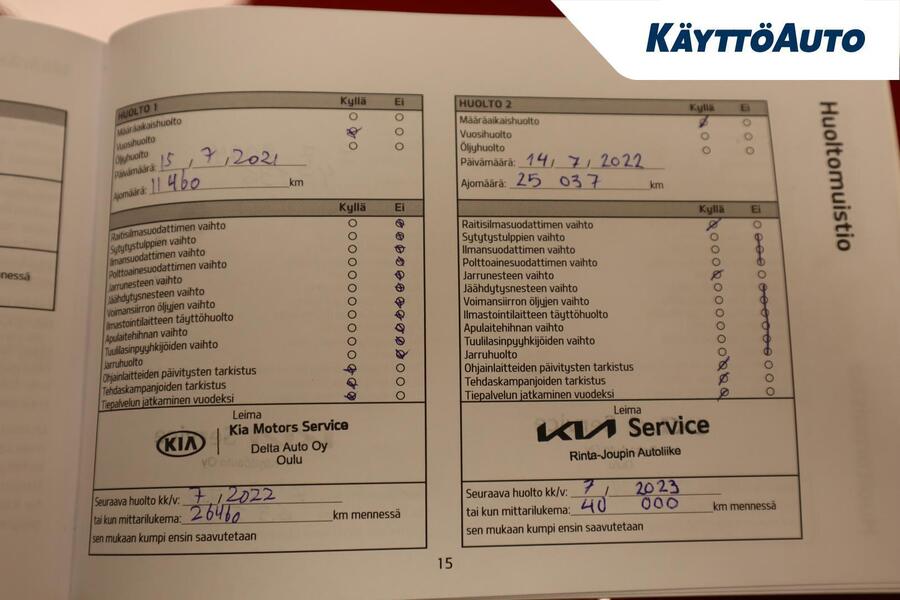 KÄYTTÖAUTO
HUOLTO 1 Kyllä Ei
Määräaikaishuolto
Vuosihuolto
Öljyhuolto
Päivämäärä: 15, 7, 2021
Ajomäärä: 11460 km
Kyllä Ei
Raitisilmasuodattimen vaihto
Sytytystulppien vaihto
Ilmansuodattimen vaihto
Polttoainesuodattimen vaihto
Jarrunesteen vaihto
Jäähdytysnesteen vaihto
Voimansiirron öljyjen vaihto
Ilmastointilaitteen täyttöhuolto
Apulaitehihnan vaihto
Tuulilasinpyyhkijöiden vaihto
Jarruhuolto
Ohjainlaitteiden päivitysten tarkistus
Tehdaskampanjoiden tarkistus
Tiepalvelun jatkaminen vuodeksi
Leima
KIA Kia Motors Service
Delta Auto Oy
Oulu
Seuraava huolto kk/v: 7, 2022
tai kun mittarilukema: 26460 km mennessä
sen mukaan kumpi ensin saavutetaan
HUOLTO 2 Kyllä Ei
Määräaikaishuolto
Vuosihuolto
Öljyhuolto
Päivämäärä: 14, 7, 2022
Ajomäärä: 25 037 km
Kyllä Ei
Raitisilmasuodattimen vaihto
Sytytystulppien vaihto
Ilmansuodattimen vaihto
Polttoainesuodattimen vaihto
Jarrunesteen vaihto
Jäähdytysnesteen vaihto
Voimansiirron öljyjen vaihto
Ilmastointilaitteen täyttöhuolto
Apulaitehihnan vaihto
Tuulilasinpyyhkijöiden vaihto
Jarruhuolto
Ohjainlaitteiden päivitysten tarkistus
Tehdaskampanjoiden tarkistus
Tiepalvelun jatkaminen vuodeksi
Leima
KIA Service
Rinta-Joupin Autoliike
Seuraava huolto kk/v: 7, 2023
tai kun mittarilukema: 40 000 km mennessä
sen mukaan kumpi ensin saavutetaan
Huoltomuistio
nnessä
15